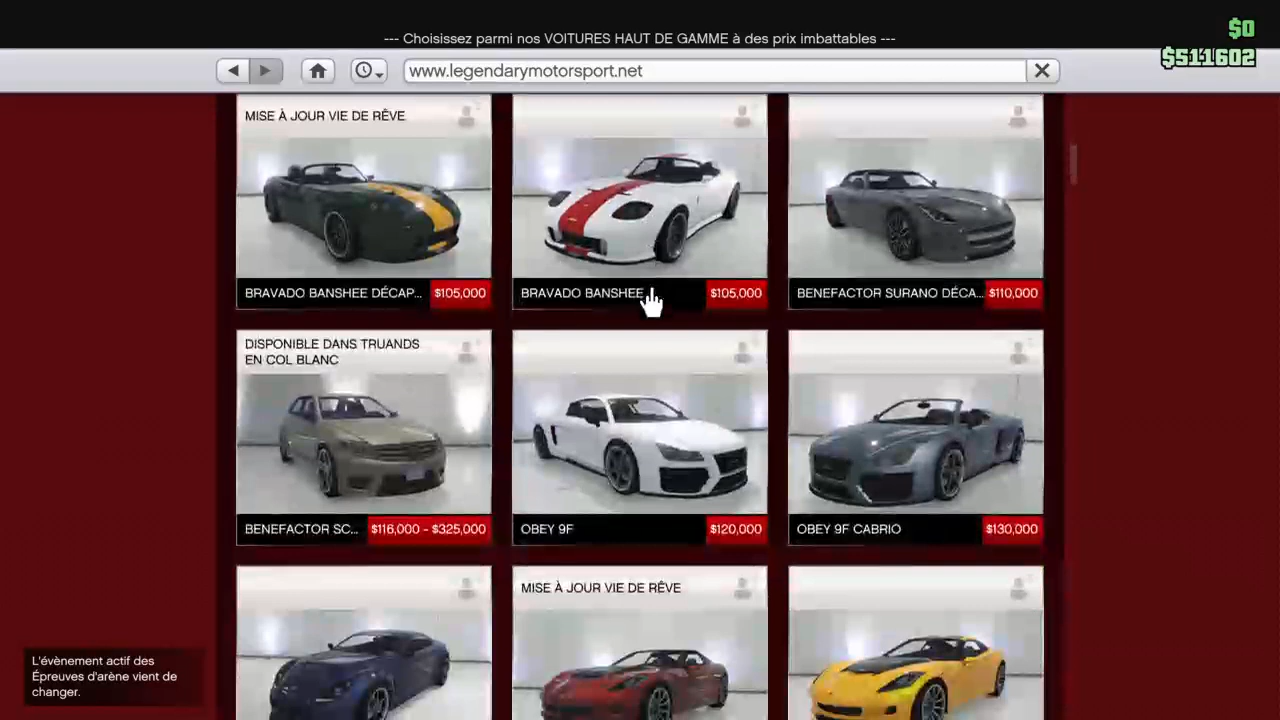 --- Choisissez parmi nos VOITURES HAUT DE GAMME à des prix imbattables ---
$0
$511602
www.legendarymotorsport.net
MISE À JOUR VIE DE RÊVE
BRAVADO BANSHEE DÉCAP... $105,000
BRAVADO BANSHEE $105,000
BENEFACTOR SURANO DÉCA... $110,000
DISPONIBLE DANS TRUANDS
EN COL BLANC
BENEFACTOR SC... $116,000 - $325,000
OBEY 9F $120,000
OBEY 9F CABRIO $130,000
MISE À JOUR VIE DE RÊVE
L'évènement actif des
Épreuves d'arène vient de
changer.